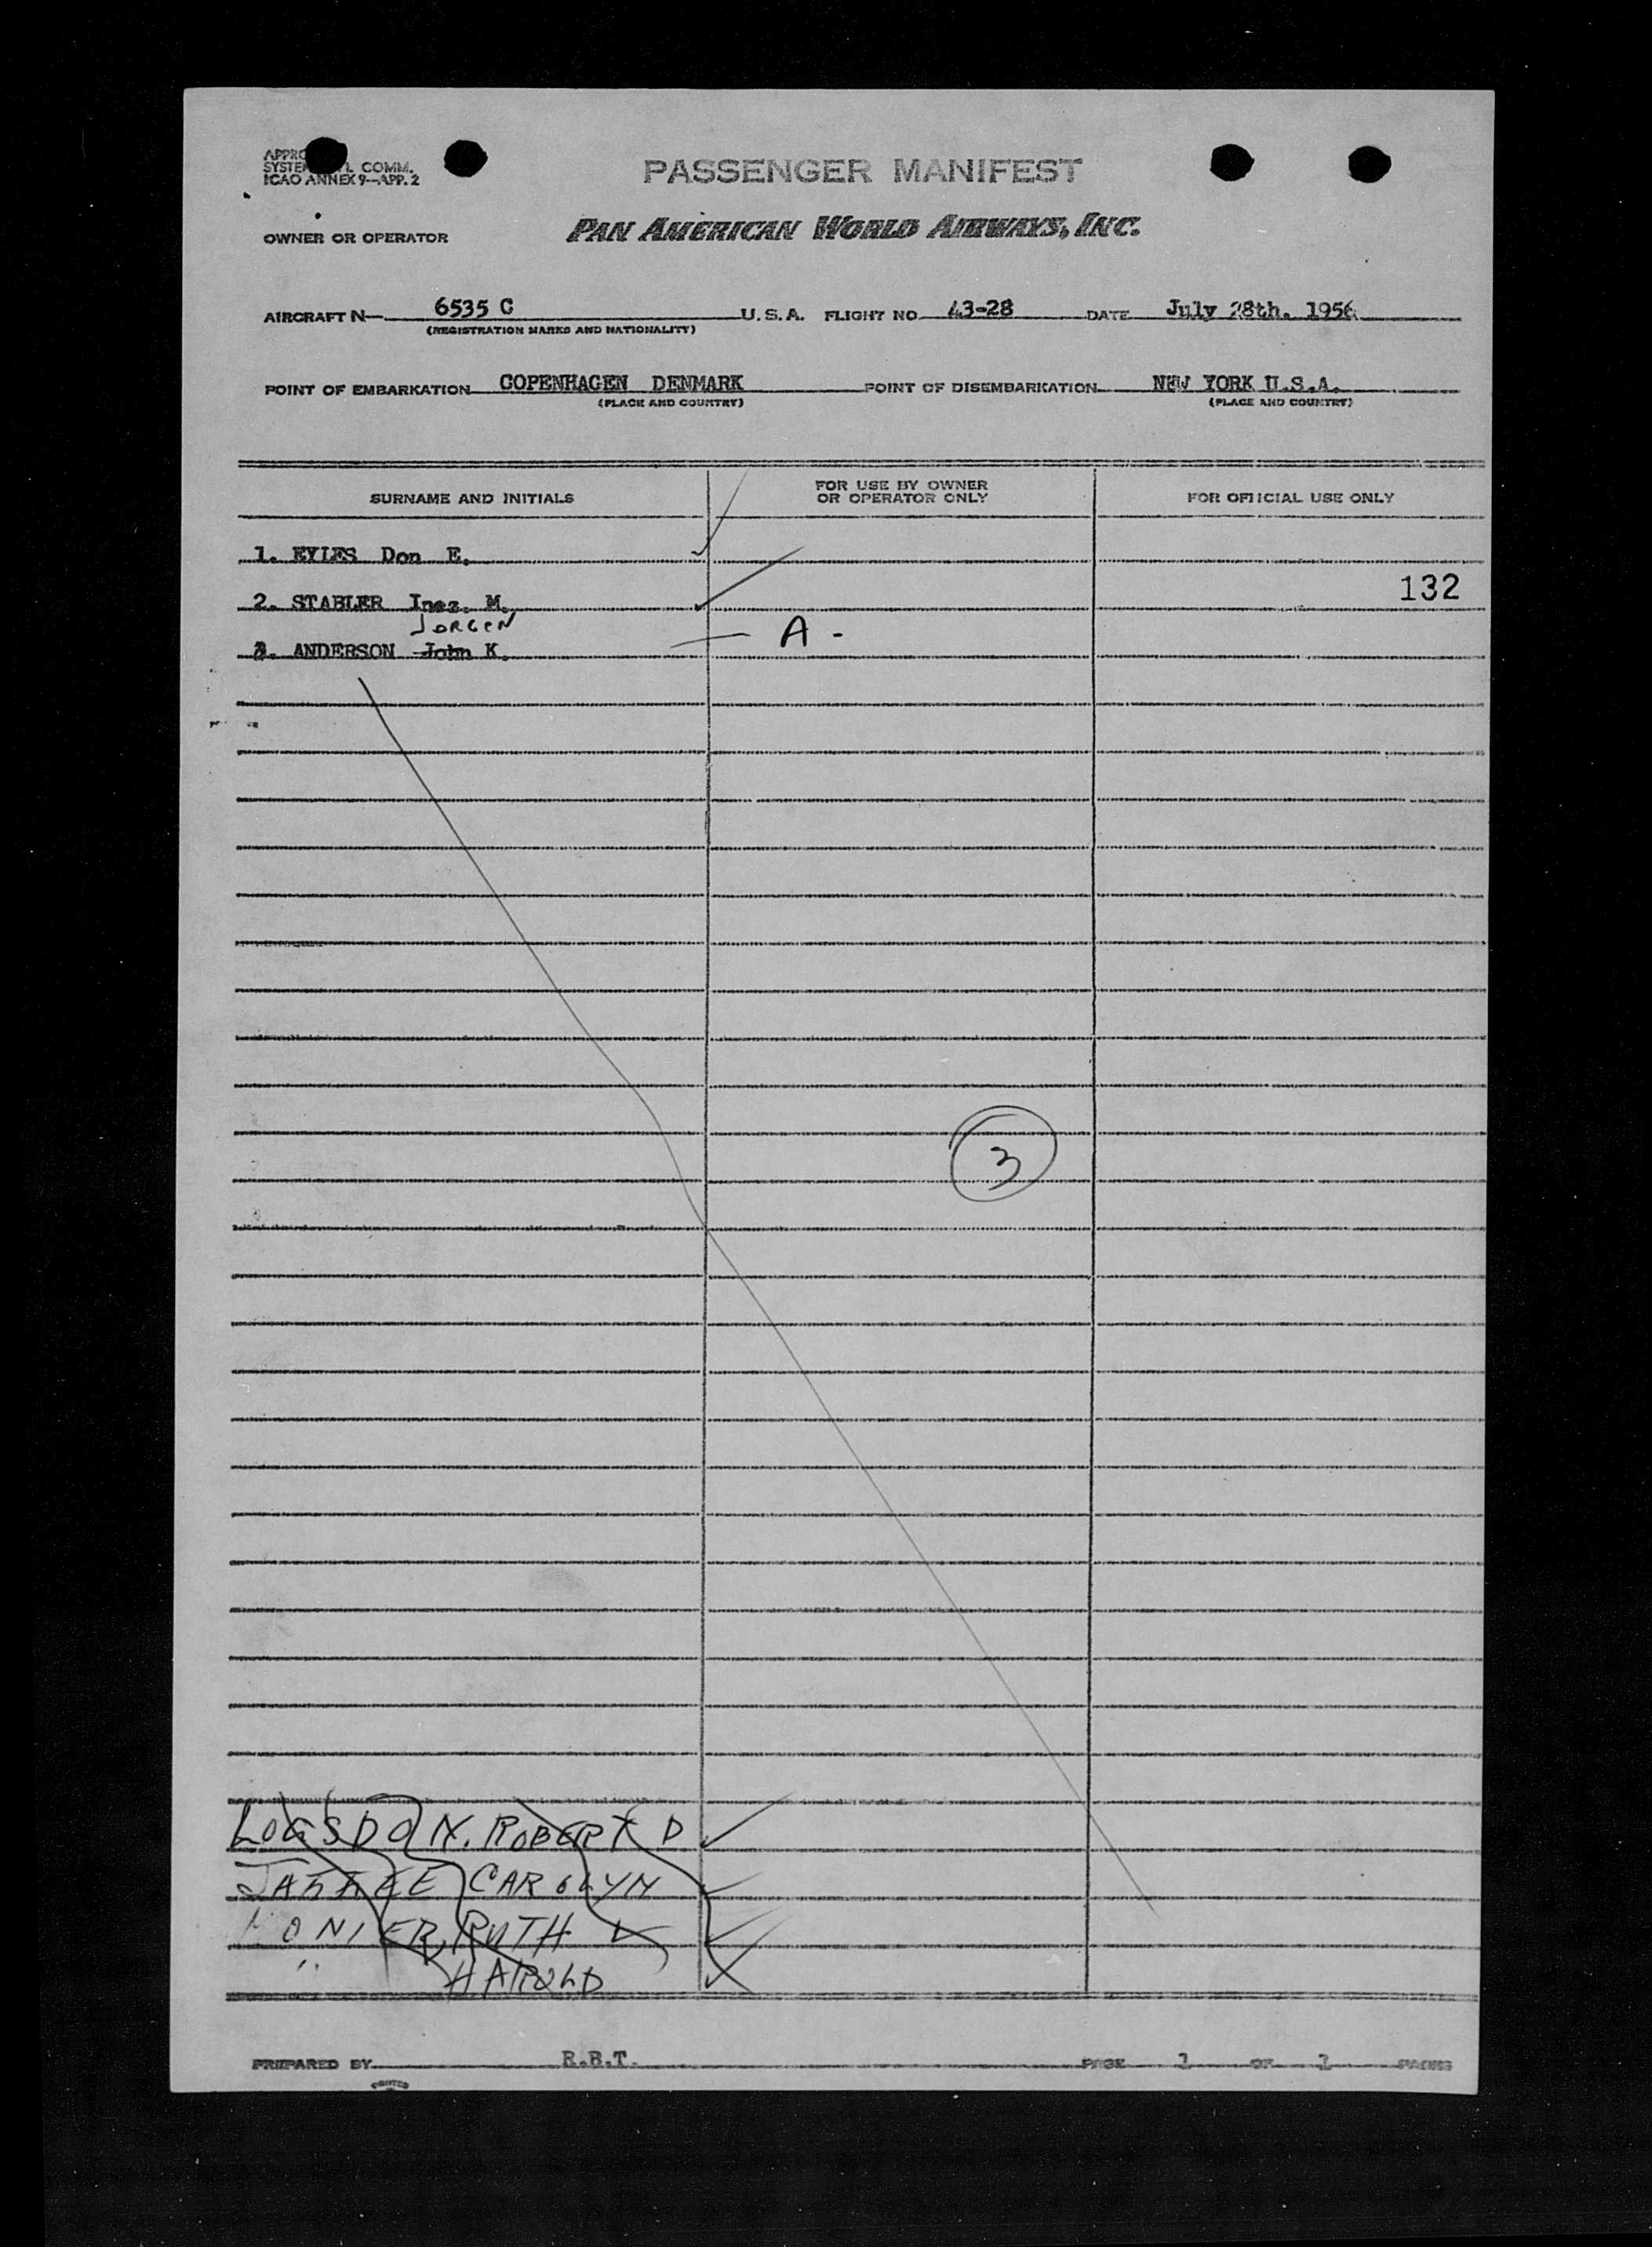 APPRO
SYSTEM L COMM.
ICAO ANNEX 9—APP. 2
PASSENGER MANIFEST
OWNER OR OPERATOR PAN AMERICAN WORLD AIRWAYS, INC.
AIRCRAFT N— 6535 C U.S.A. FLIGHT NO. 43-28 DATE July 28th. 1956
(REGISTRATION MARKS AND NATIONALITY)
POINT OF EMBARKATION COPENHAGEN DENMARK POINT OF DISEMBARKATION NEW YORK U.S.A.
(PLACE AND COUNTRY) (PLACE AND COUNTRY)
SURNAME AND INITIALS FOR USE BY OWNER OR OPERATOR ONLY FOR OFFICIAL USE ONLY
1. EYLES Don E.
132
2. STABLER Inez. M.
JORGEN
3. ANDERSON John K. — A -
3
LOGSDON. ROBERT D
CAROLYN
RUTH
" HAROLD
PREPARED BY R.B.T. PAGE 1 OF 1 PAGES